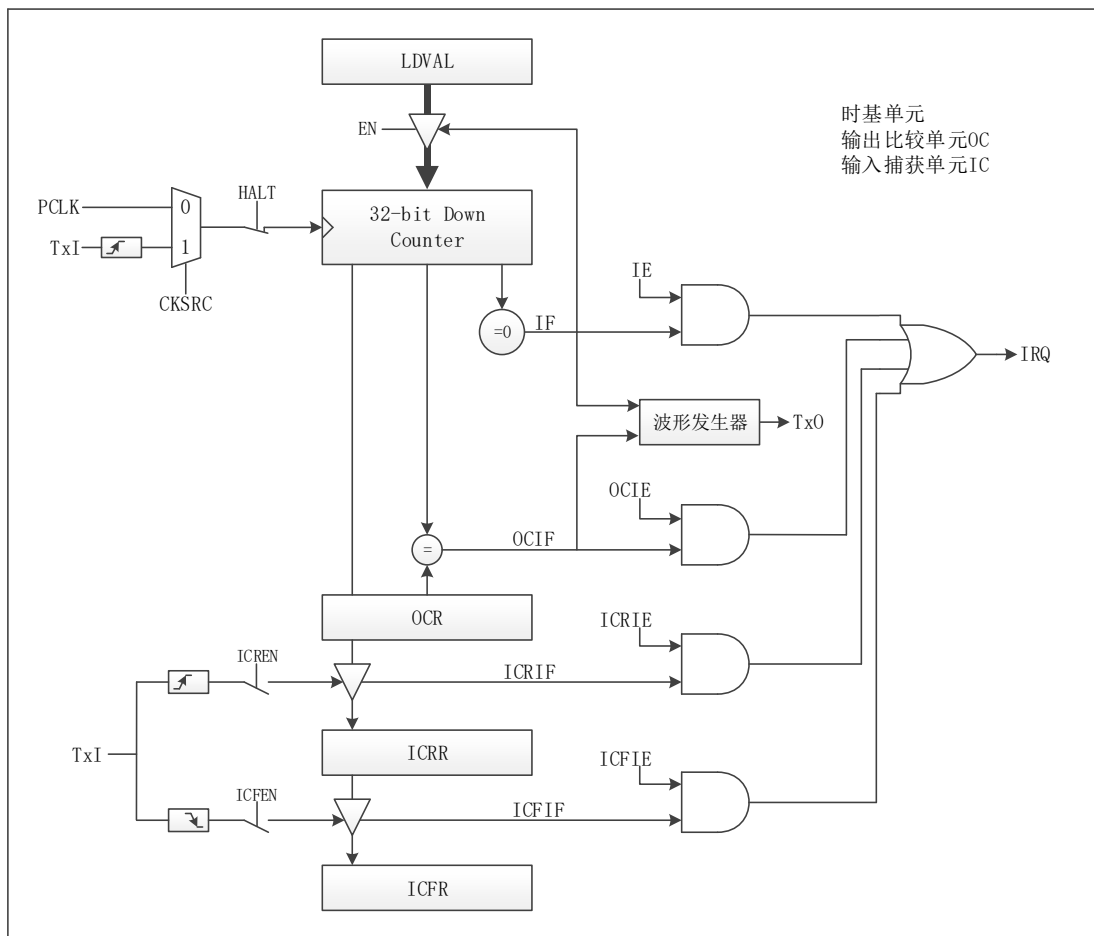 LDVAL
时基单元
输出比较单元OC
输入捕获单元IC
EN
HALT
PCLK
0
32-bit Down
Counter
TxI
1
CKSRC
IE
=0
IF
IRQ
波形发生器
TxO
OCIE
=
OCIF
OCR
ICRIE
ICREN
ICRIF
TxI
ICRR
ICFIE
ICFEN
ICFIF
ICFR